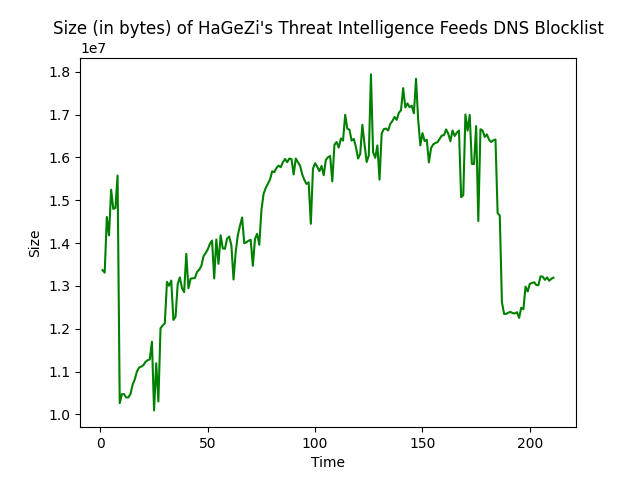 Size (in bytes) of HaGeZi's Threat Intelligence Feeds DNS Blocklist
1e7
1.8
1.7
1.6
1.5
1.4
1.3
1.2
1.1
1.0
Size
0 50 100 150 200
Time